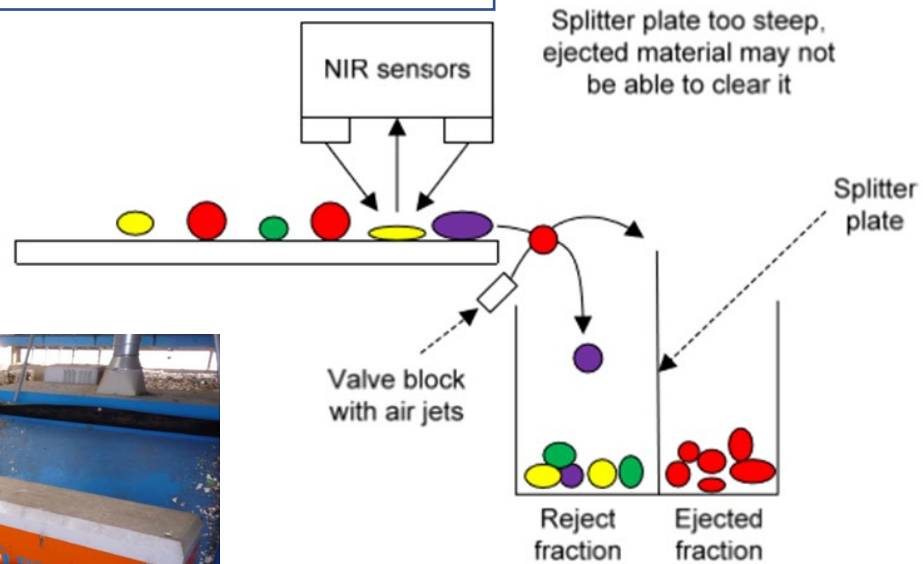 Splitter plate too steep,
ejected material may not
be able to clear it
NIR sensors
Splitter
plate
Valve block
with air jets
Reject
fraction
Ejected
fraction